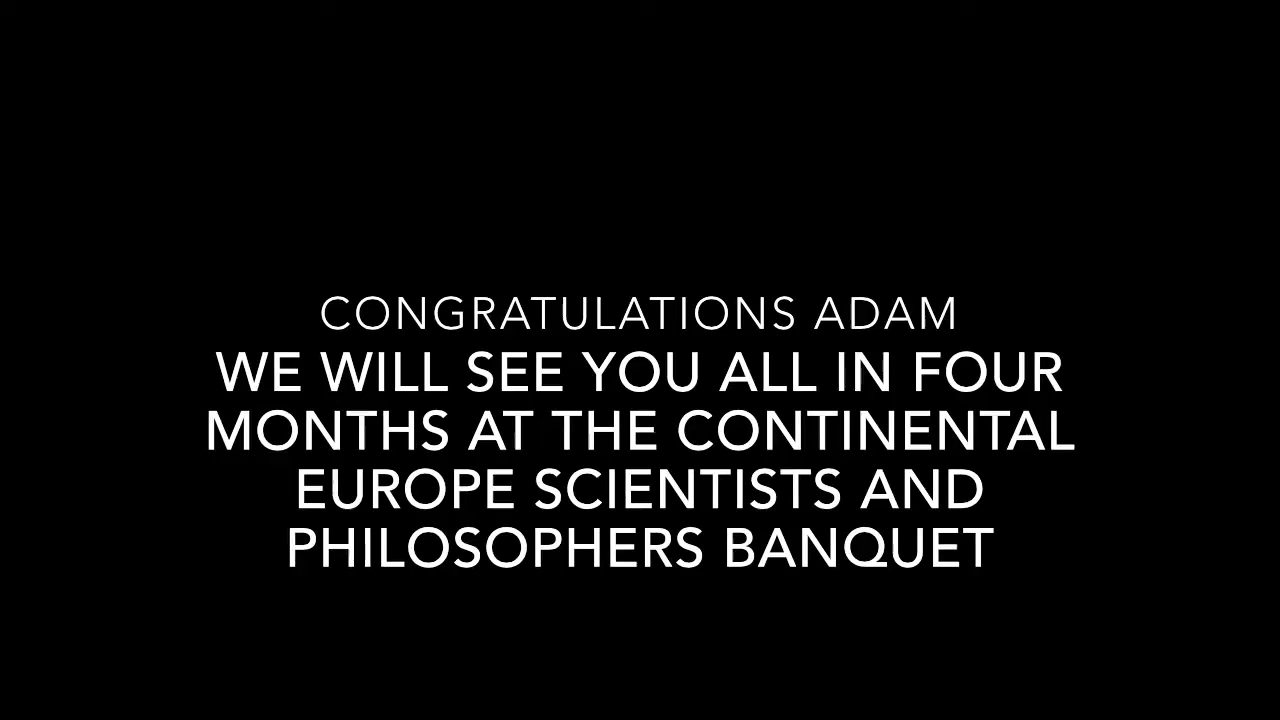 CONGRATULATIONS ADAM
WE WILL SEE YOU ALL IN FOUR
MONTHS AT THE CONTINENTAL
EUROPE SCIENTISTS AND
PHILOSOPHERS BANQUET